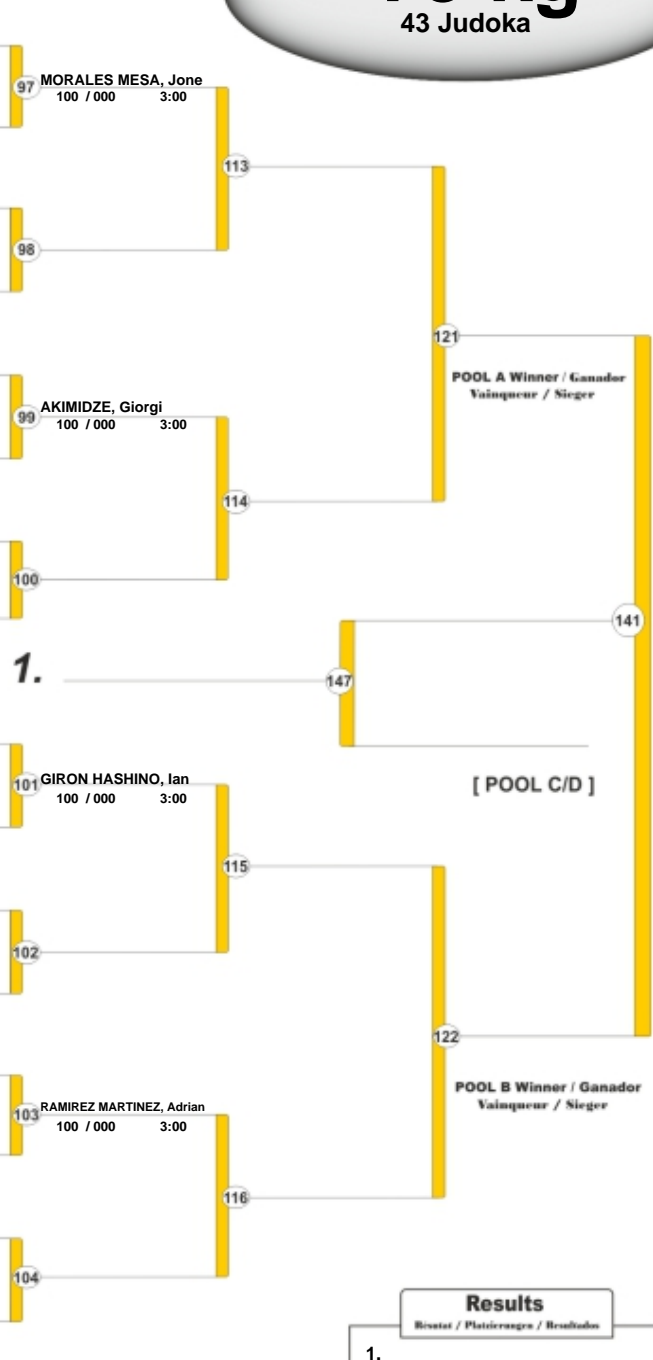 43 Judoka
97 MORALES MESA, Jone
100 / 000 3:00
113
98
121
POOL A Winner / Ganador
Vainqueur / Sieger
99 AKIMIDZE, Giorgi
100 / 000 3:00
114
100
141
1.
147
[ POOL C/D ]
101 GIRON HASHINO, Ian
100 / 000 3:00
115
102
122
POOL B Winner / Ganador
Vainqueur / Sieger
103 RAMIREZ MARTINEZ, Adrian
100 / 000 3:00
116
104
Results
Résutat / Platzierungen / Resultados
1.